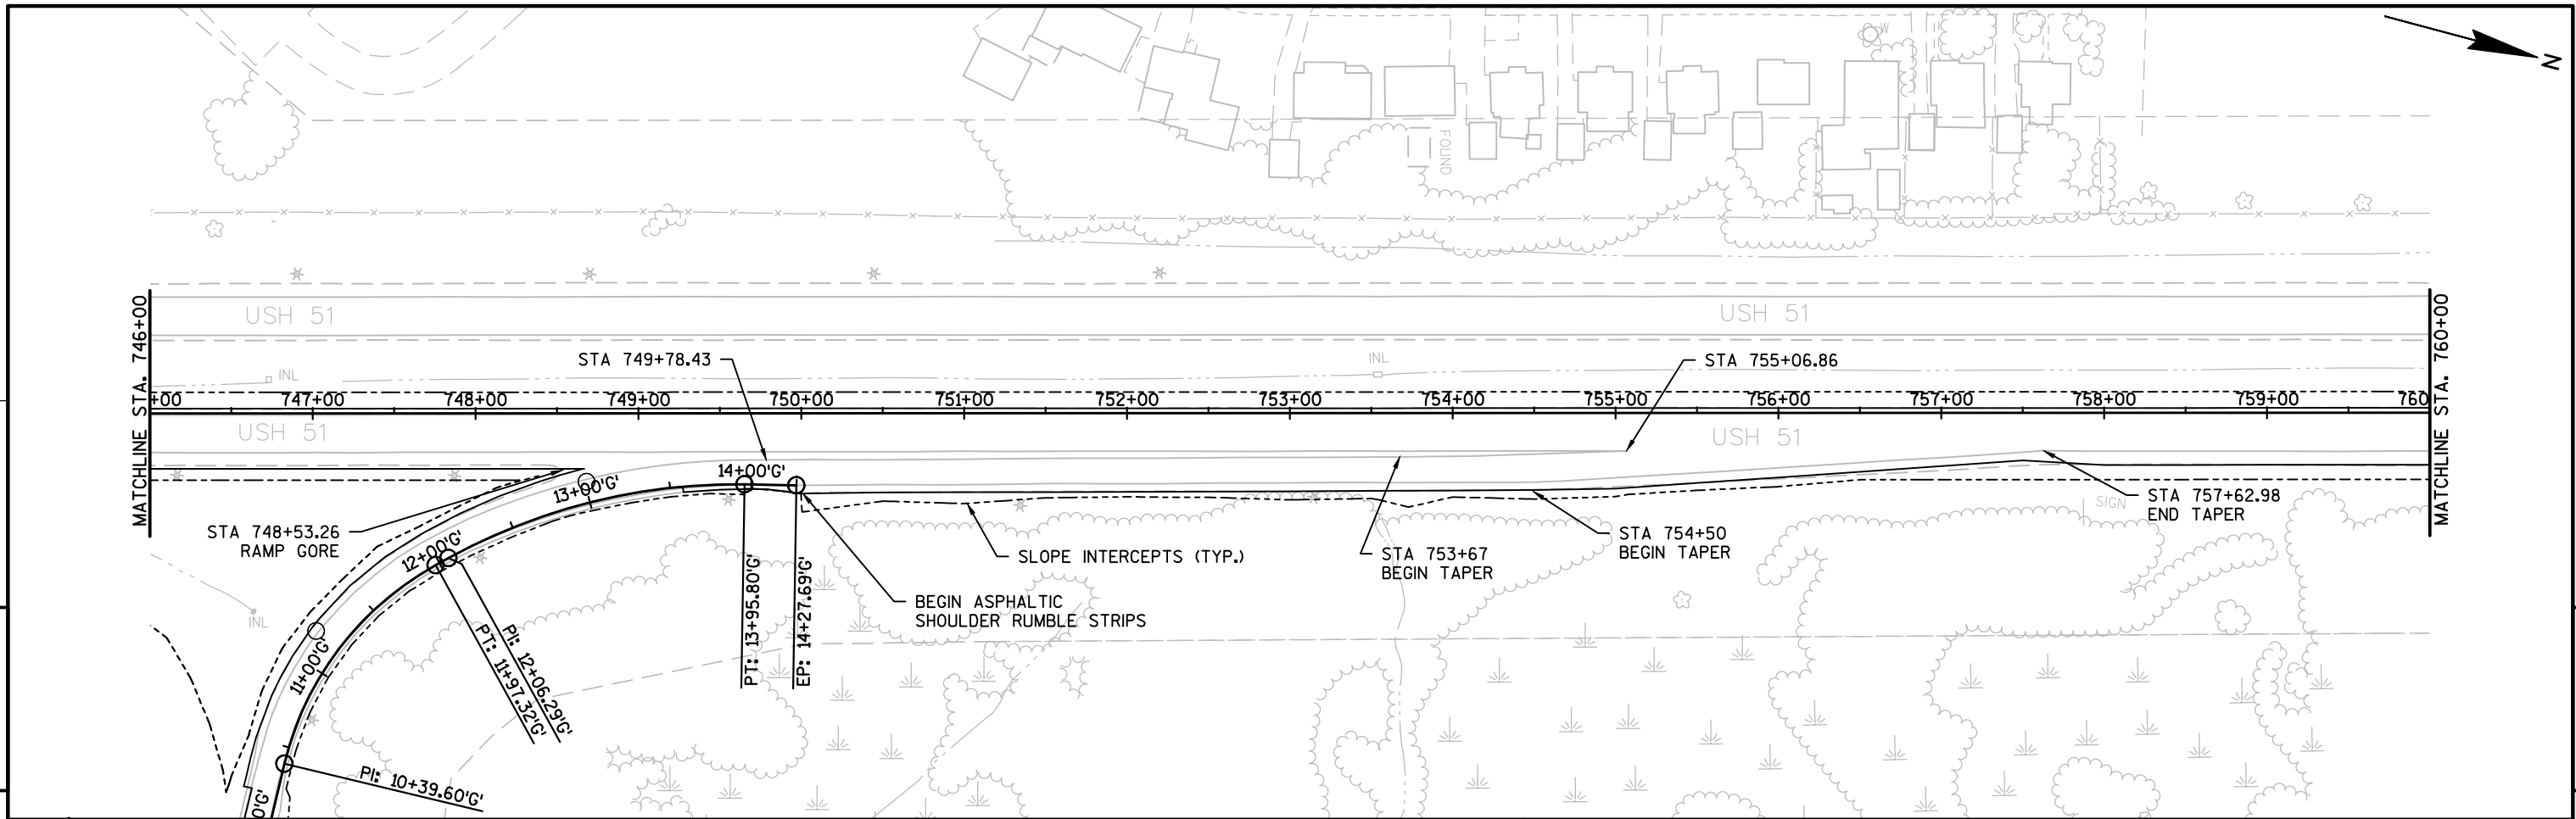 W
N
FOUND
USH 51
USH 51
MATCHLINE STA. 746+00
MATCHLINE STA. 760+00
STA 749+78.43
INL
INL
STA 755+06.86
+00
747+00
748+00
749+00
750+00
751+00
752+00
753+00
754+00
755+00
756+00
757+00
758+00
759+00
760
USH 51
USH 51
14+00'G'
13+00'G'
12+00'G'
11+00'G'
0'G'
STA 748+53.26
RAMP GORE
SLOPE INTERCEPTS (TYP.)
STA 753+67
BEGIN TAPER
STA 754+50
BEGIN TAPER
STA 757+62.98
END TAPER
SIGN
BEGIN ASPHALTIC
SHOULDER RUMBLE STRIPS
INL
PT: 13+95.80'G'
EP: 14+27.69'G'
PI: 12+06.29'G'
PT: 11+97.32'G'
PI: 10+39.60'G'